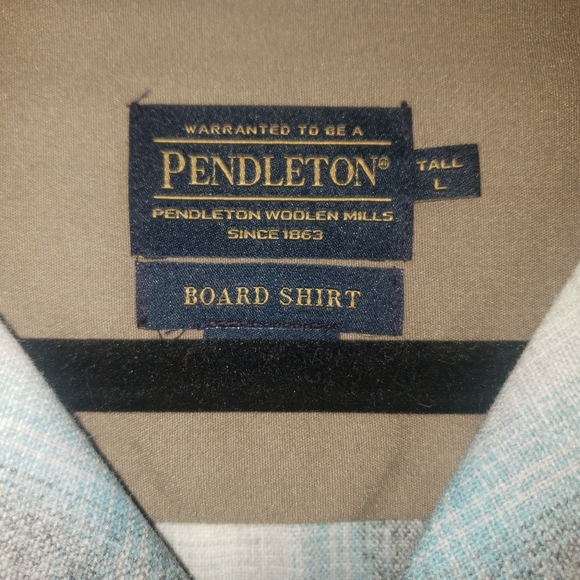 WARRANTED TO BE A
PENDLETON®
PENDLETON WOOLEN MILLS
SINCE 1863
TALL
L
BOARD SHIRT